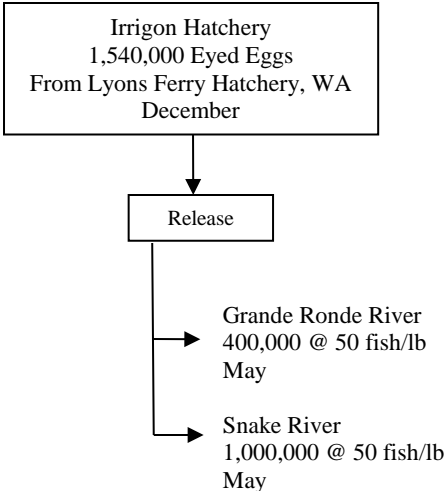 Irrigon Hatchery
1,540,000 Eyed Eggs
From Lyons Ferry Hatchery, WA
December
Release
Grande Ronde River
400,000 @ 50 fish/lb
May
Snake River
1,000,000 @ 50 fish/lb
May